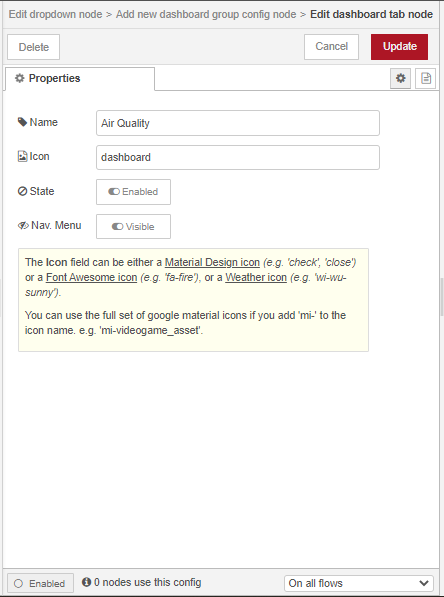 Edit dropdown node > Add new dashboard group config node > Edit dashboard tab node
Delete
Cancel
Update
Properties
Name
Air Quality
Icon
dashboard
State
Enabled
Nav. Menu
Visible
The Icon field can be either a Material Design icon (e.g. 'check', 'close')
or a Font Awesome icon (e.g. 'fa-fire'), or a Weather icon (e.g. 'wi-wu-
sunny').
You can use the full set of google material icons if you add 'mi-' to the
icon name. e.g. 'mi-videogame_asset'.
Enabled
0 nodes use this config
On all flows